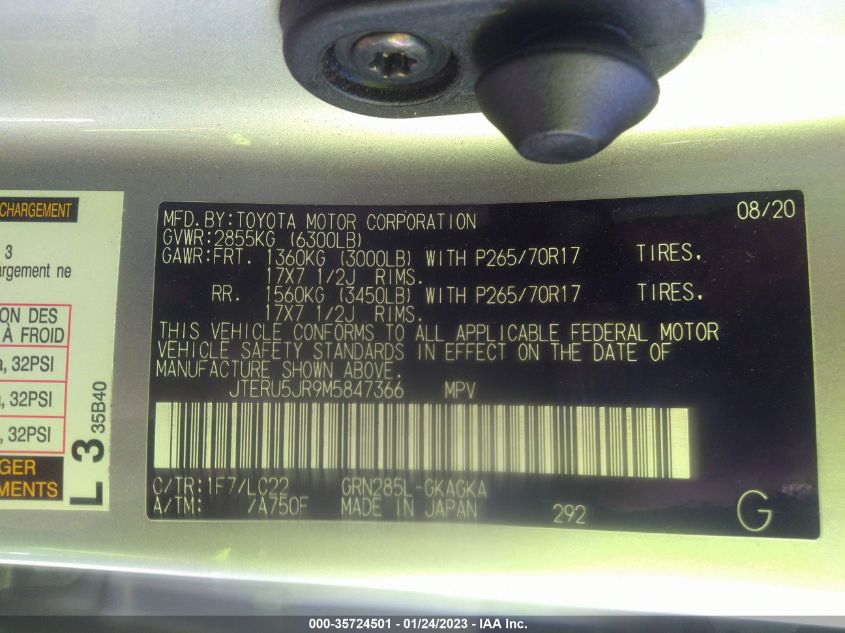 CHARGEMENT
3
argement ne
ON DES
À FROID
a, 32PSI
, 32PSI
, 32PSI
GER
EMENTS
L 3 35B40
08/20
MFD.BY:TOYOTA MOTOR CORPORATION
GVWR:2855KG (6300LB)
GAWR:FRT. 1360KG (3000LB) WITH P265/70R17 TIRES,
17X7 1/2J RIMS.
RR. 1560KG (3450LB) WITH P265/70R17 TIRES,
17X7 1/2J RIMS.
THIS VEHICLE CONFORMS TO ALL APPLICABLE FEDERAL MOTOR
VEHICLE SAFETY STANDARDS IN EFFECT ON THE DATE OF
MANUFACTURE SHOWN ABOVE.
JTERU5JR9M5847366 MPV
C/TR:1F7/LC22 GRN285L-GKAGKA
A/TM: /A750F MADE IN JAPAN 292 G
000-35724501 - 01/24/2023 - IAA Inc.